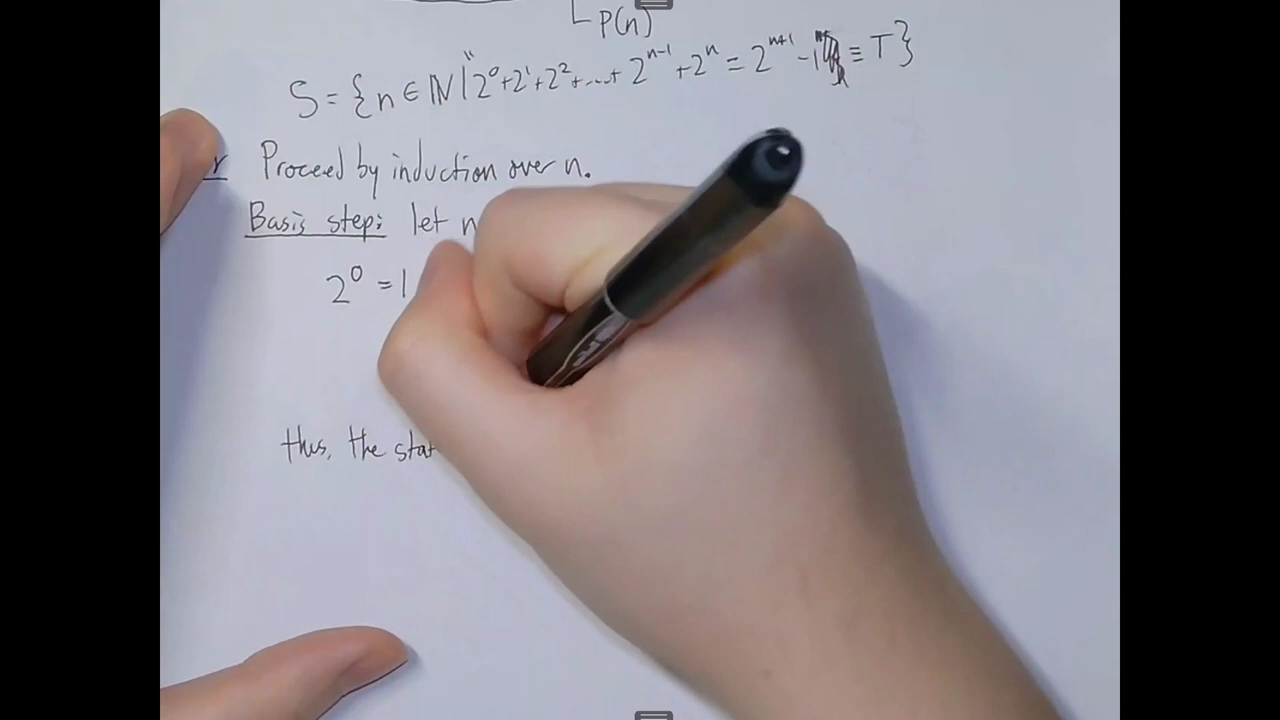 P(n)
S = {n ∈ ℕ | "2⁰+2¹+2²+....+ 2ⁿ⁻¹ +2ⁿ = 2ⁿ⁺¹ -1" ≡ T}
Proceed by induction over n.
Basis step: let n
2⁰ = 1
thus, the stat